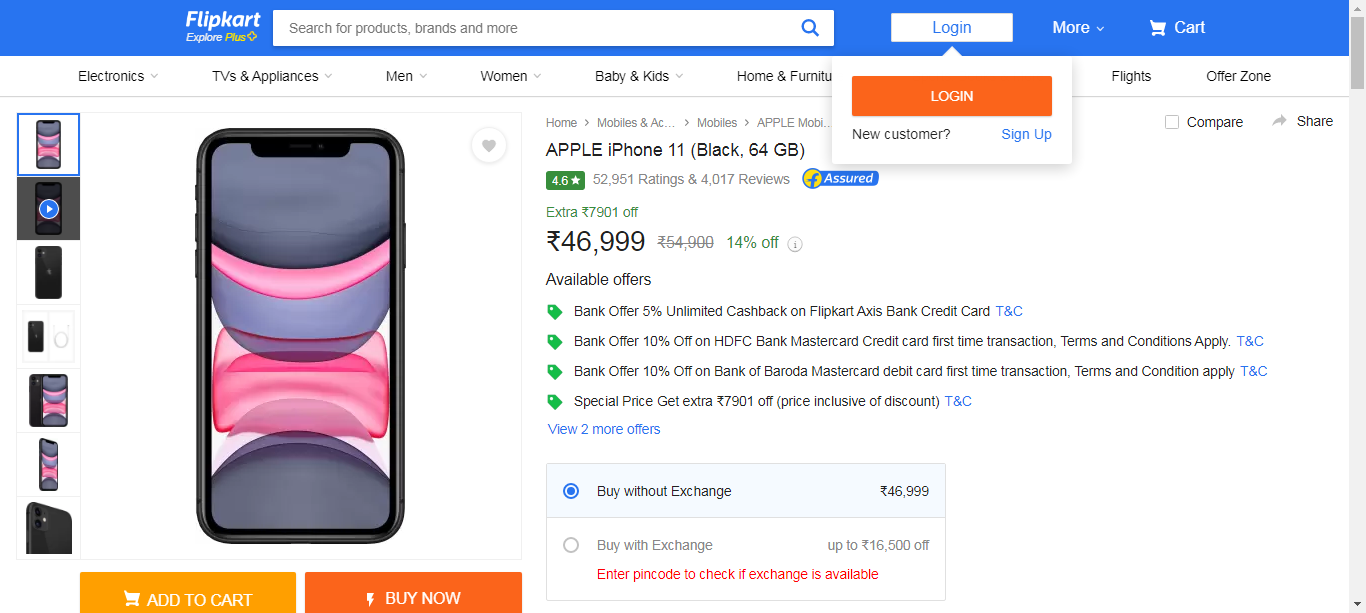 Flipkart
Explore Plus
Search for products, brands and more
Login
More
Cart
Electronics
TVs & Appliances
Men
Women
Baby & Kids
Home & Furnitu
Flights
Offer Zone
LOGIN
New customer? Sign Up
Home > Mobiles & Ac... > Mobiles > APPLE Mobi...
Compare
Share
APPLE iPhone 11 (Black, 64 GB)
4.6★ 52,951 Ratings & 4,017 Reviews Assured
Extra ₹7901 off
₹46,999 ₹54,900 14% off i
Available offers
Bank Offer 5% Unlimited Cashback on Flipkart Axis Bank Credit Card T&C
Bank Offer 10% Off on HDFC Bank Mastercard Credit card first time transaction, Terms and Conditions Apply. T&C
Bank Offer 10% Off on Bank of Baroda Mastercard debit card first time transaction, Terms and Condition apply T&C
Special Price Get extra ₹7901 off (price inclusive of discount) T&C
View 2 more offers
Buy without Exchange ₹46,999
Buy with Exchange up to ₹16,500 off
Enter pincode to check if exchange is available
ADD TO CART
BUY NOW